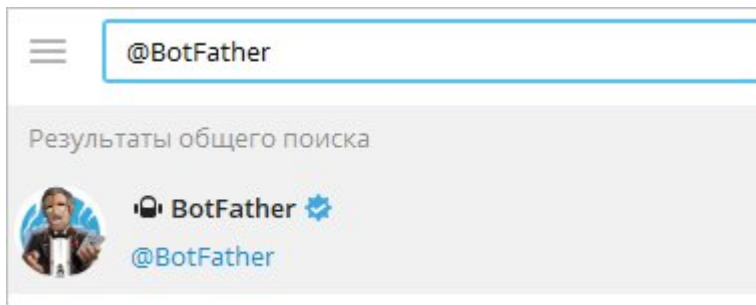 @BotFather
Результаты общего поиска
BotFather
@BotFather